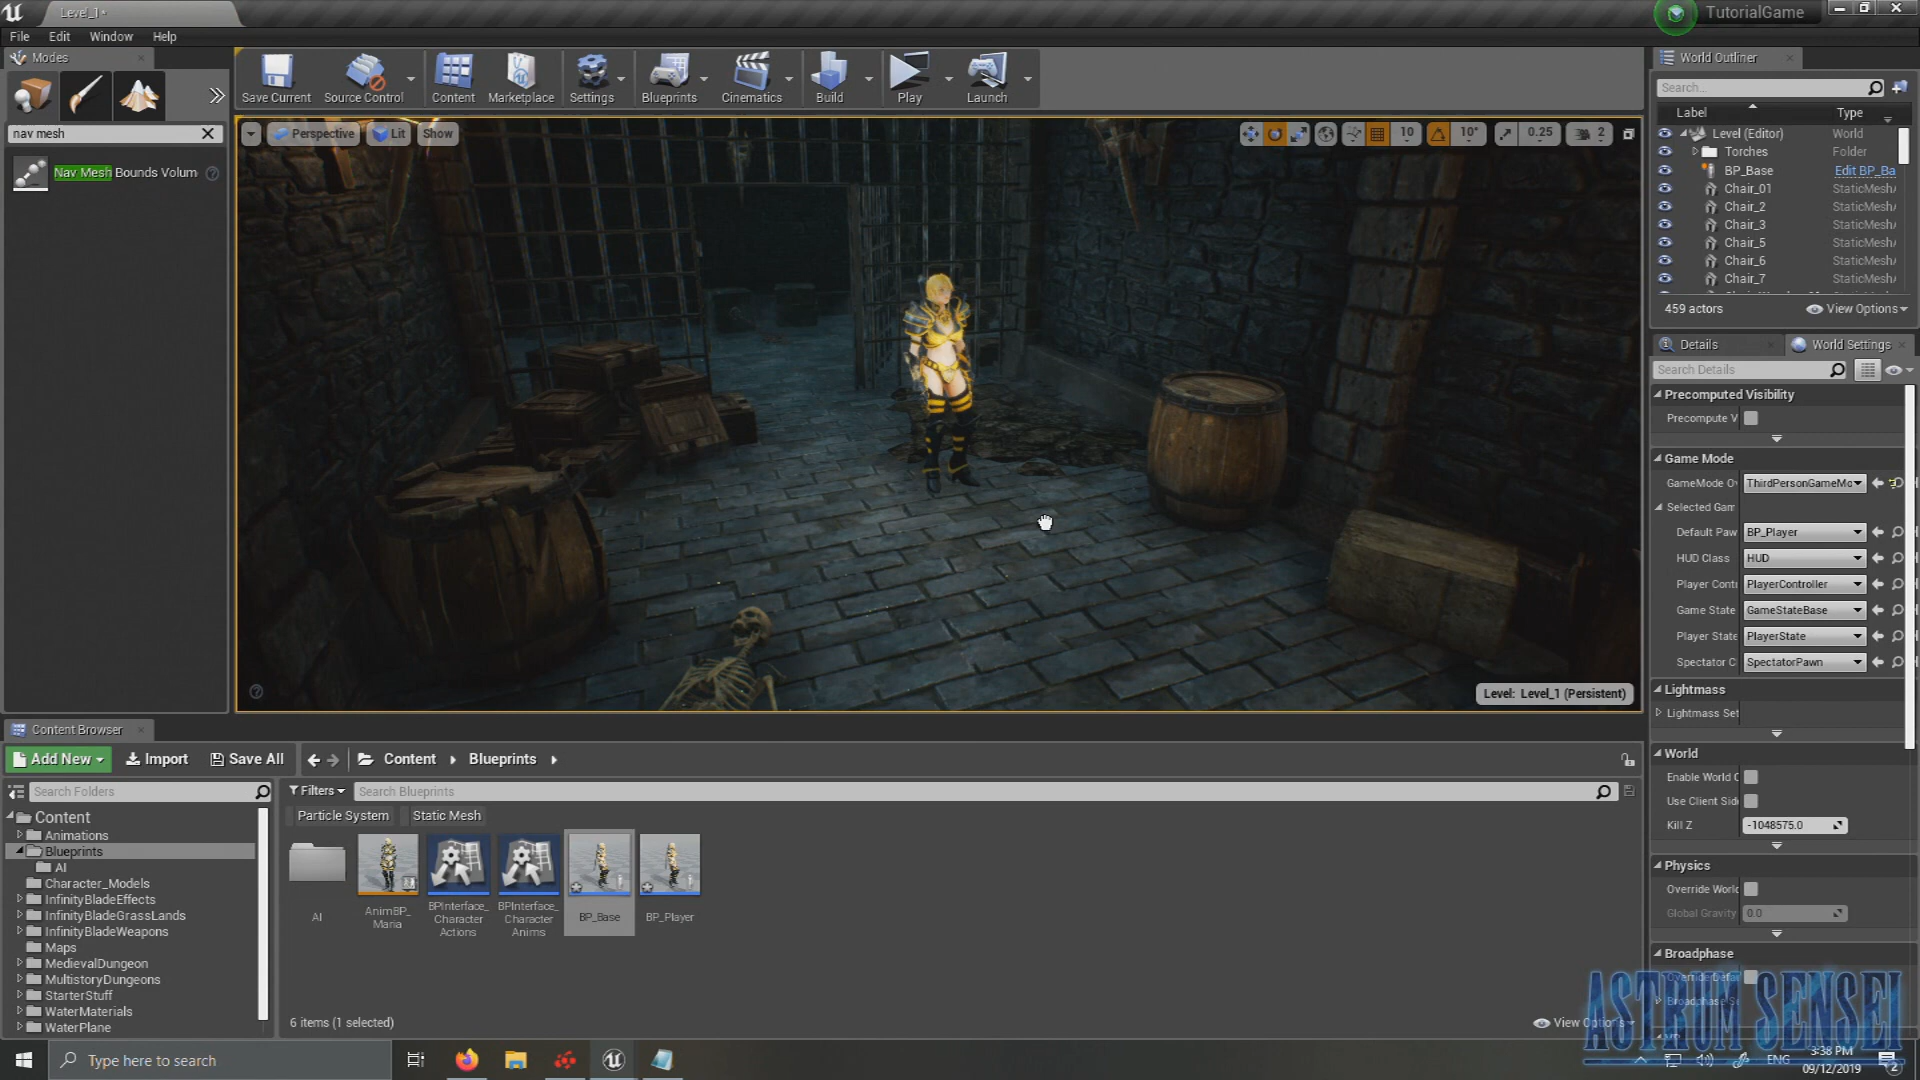 Level_1*
TutorialGame
File Edit Window Help
Modes
nav mesh
Nav Mesh Bounds Volum
Save Current
Source Control
Content
Marketplace
Settings
Blueprints
Cinematics
Build
Play
Launch
Perspective
Lit
Show
10
10°
0.25
2
Level: Level_1 (Persistent)
World Outliner
Search...
Label Type
Level (Editor) World
Torches Folder
BP_Base Edit BP_Ba
Chair_01 StaticMesh
Chair_2 StaticMesh
Chair_3 StaticMesh
Chair_5 StaticMesh
Chair_6 StaticMesh
Chair_7 StaticMesh
459 actors
View Options
Details
World Settings
Search Details
Precomputed Visibility
Precompute V
Game Mode
GameMode O ThirdPersonGameMo
Selected Gam
Default Paw BP_Player
HUD Class HUD
Player Contr PlayerController
Game State GameStateBase
Player State PlayerState
Spectator C SpectatorPawn
Lightmass
Lightmass Set
World
Enable World C
Use Client Side
Kill Z -1048575.0
Physics
Override World
Global Gravity 0.0
Broadphase
Content Browser
Add New
Import
Save All
Content
Blueprints
Search Folders
Filters
Search Blueprints
Particle System
Static Mesh
Content
Animations
Blueprints
AI
Character_Models
InfinityBladeEffects
InfinityBladeGrassLands
InfinityBladeWeapons
Maps
MedievalDungeon
MultistoryDungeons
StarterStuff
WaterMaterials
WaterPlane
AI
AnimBP_
Maria
BPInterface_
Character
Actions
BPInterface_
Character
Anims
BP_Base
BP_Player
6 items (1 selected)
View Options
ASTRUM SENSEI
Type here to search
ENG
3:38 PM
09/12/2019
2